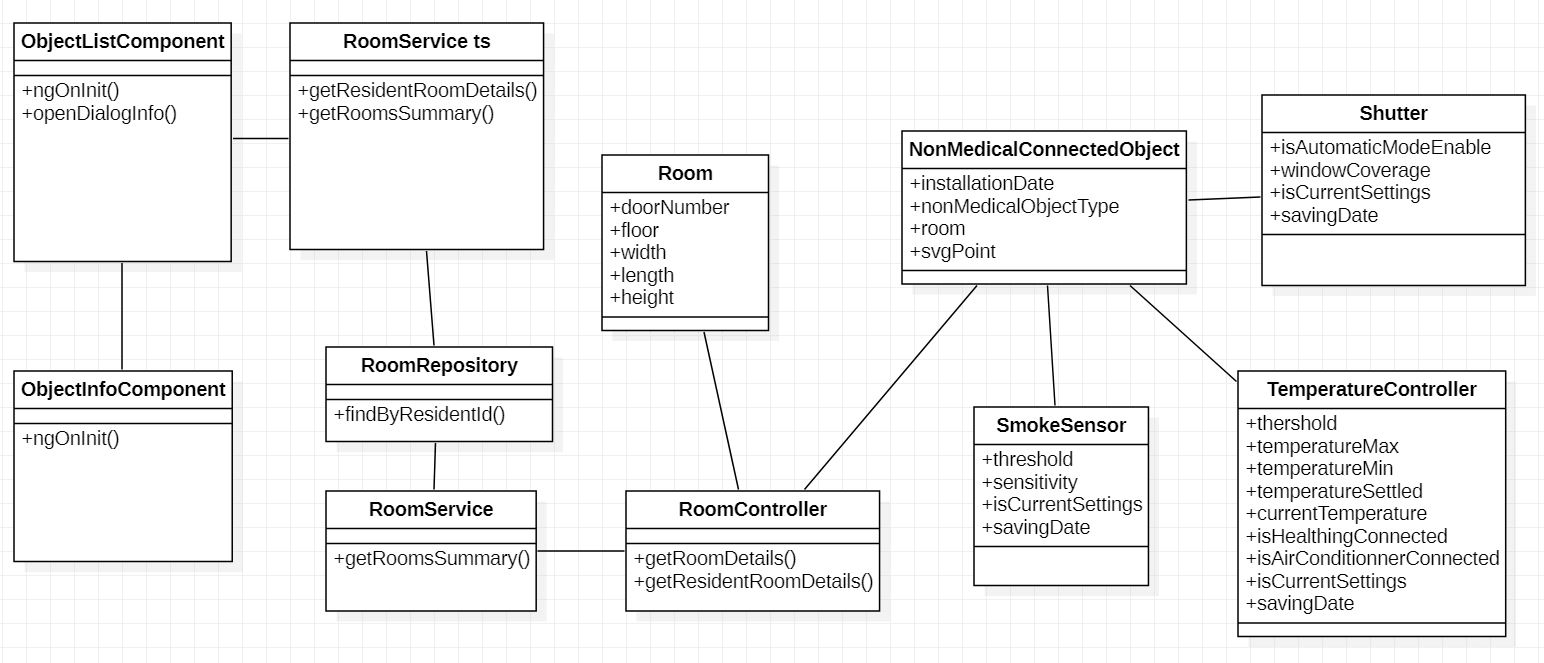 ObjectListComponent
+ngOnInit()
+openDialogInfo()
RoomService ts
+getResidentRoomDetails()
+getRoomsSummary()
Room
+doorNumber
+floor
+width
+length
+height
NonMedicalConnectedObject
+installationDate
+nonMedicalObjectType
+room
+svgPoint
Shutter
+isAutomaticModeEnable
+windowCoverage
+isCurrentSettings
+savingDate
ObjectInfoComponent
+ngOnInit()
RoomRepository
+findByResidentId()
RoomService
+getRoomsSummary()
RoomController
+getRoomDetails()
+getResidentRoomDetails()
SmokeSensor
+threshold
+sensitivity
+isCurrentSettings
+savingDate
TemperatureController
+thershold
+temperatureMax
+temperatureMin
+temperatureSettled
+currentTemperature
+isHealthingConnected
+isAirConditionnerConnected
+isCurrentSettings
+savingDate